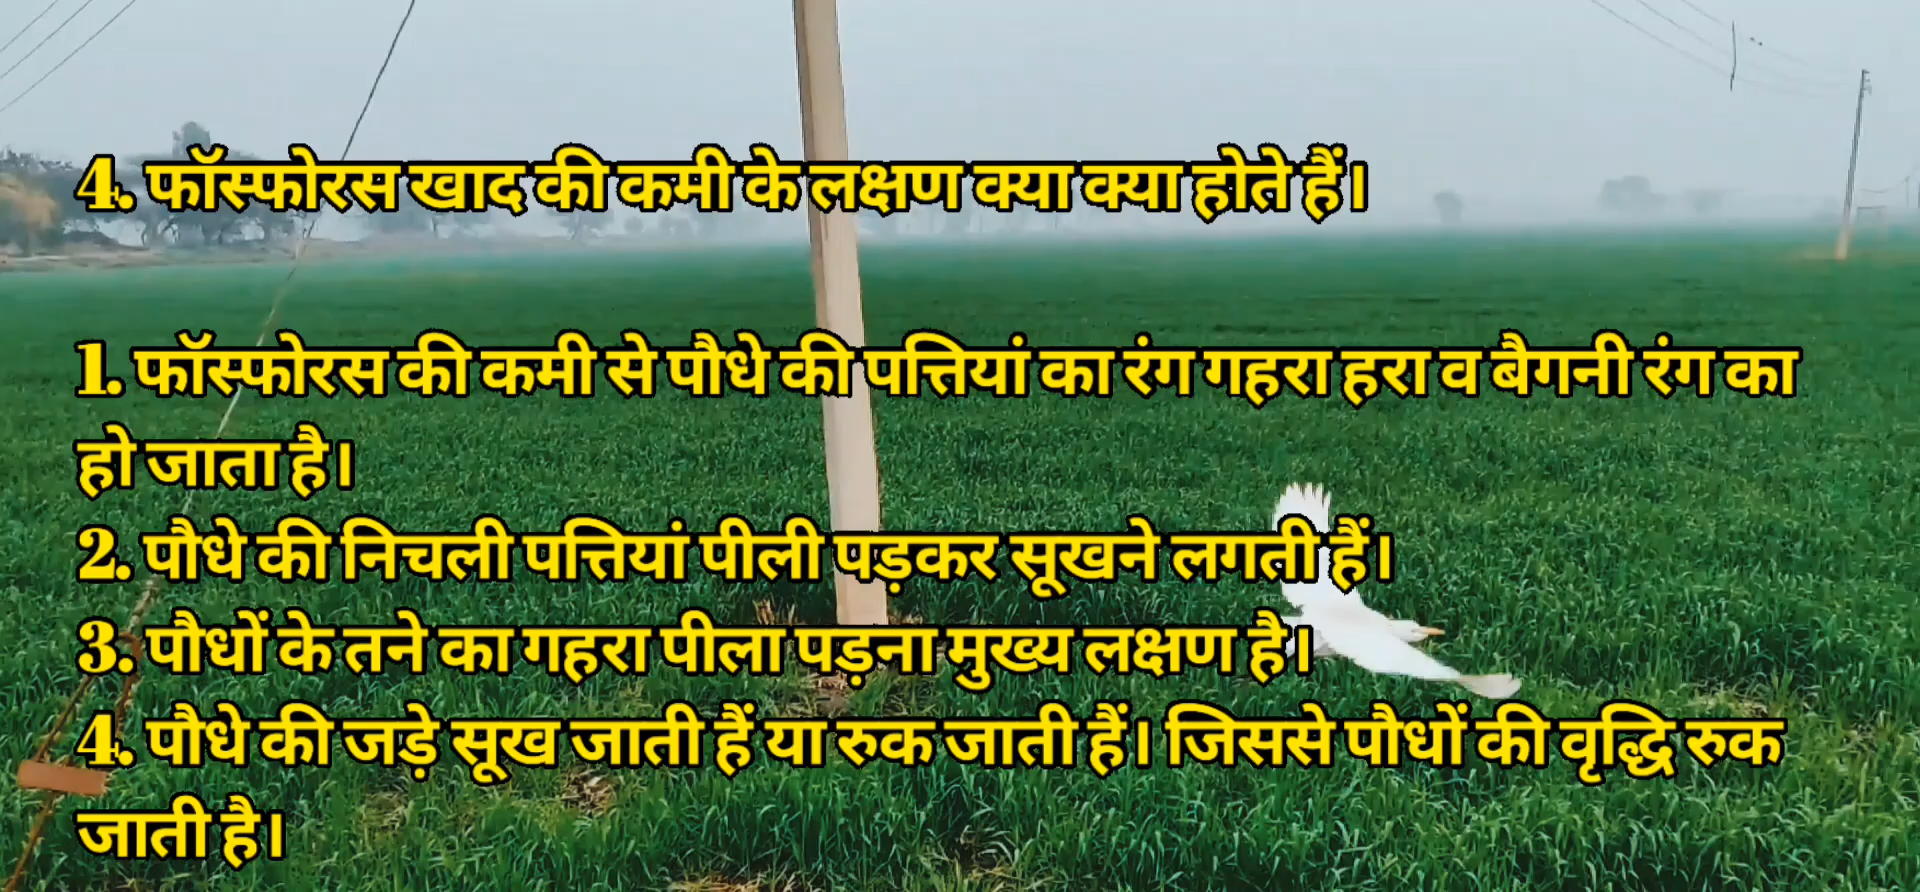 4. फॉस्फोरस खाद की कमी के लक्षण क्या क्या होते हैं।
1. फॉस्फोरस की कमी से पौधे की पत्तियां का रंग गहरा हरा व बैगनी रंग का
हो जाता है।
2. पौधे की निचली पत्तियां पीली पड़कर सूखने लगती हैं।
3. पौधों के तने का गहरा पीला पड़ना मुख्य लक्षण है।
4. पौधे की जड़े सूख जाती हैं या रुक जाती हैं। जिससे पौधों की वृद्धि रुक
जाती है।